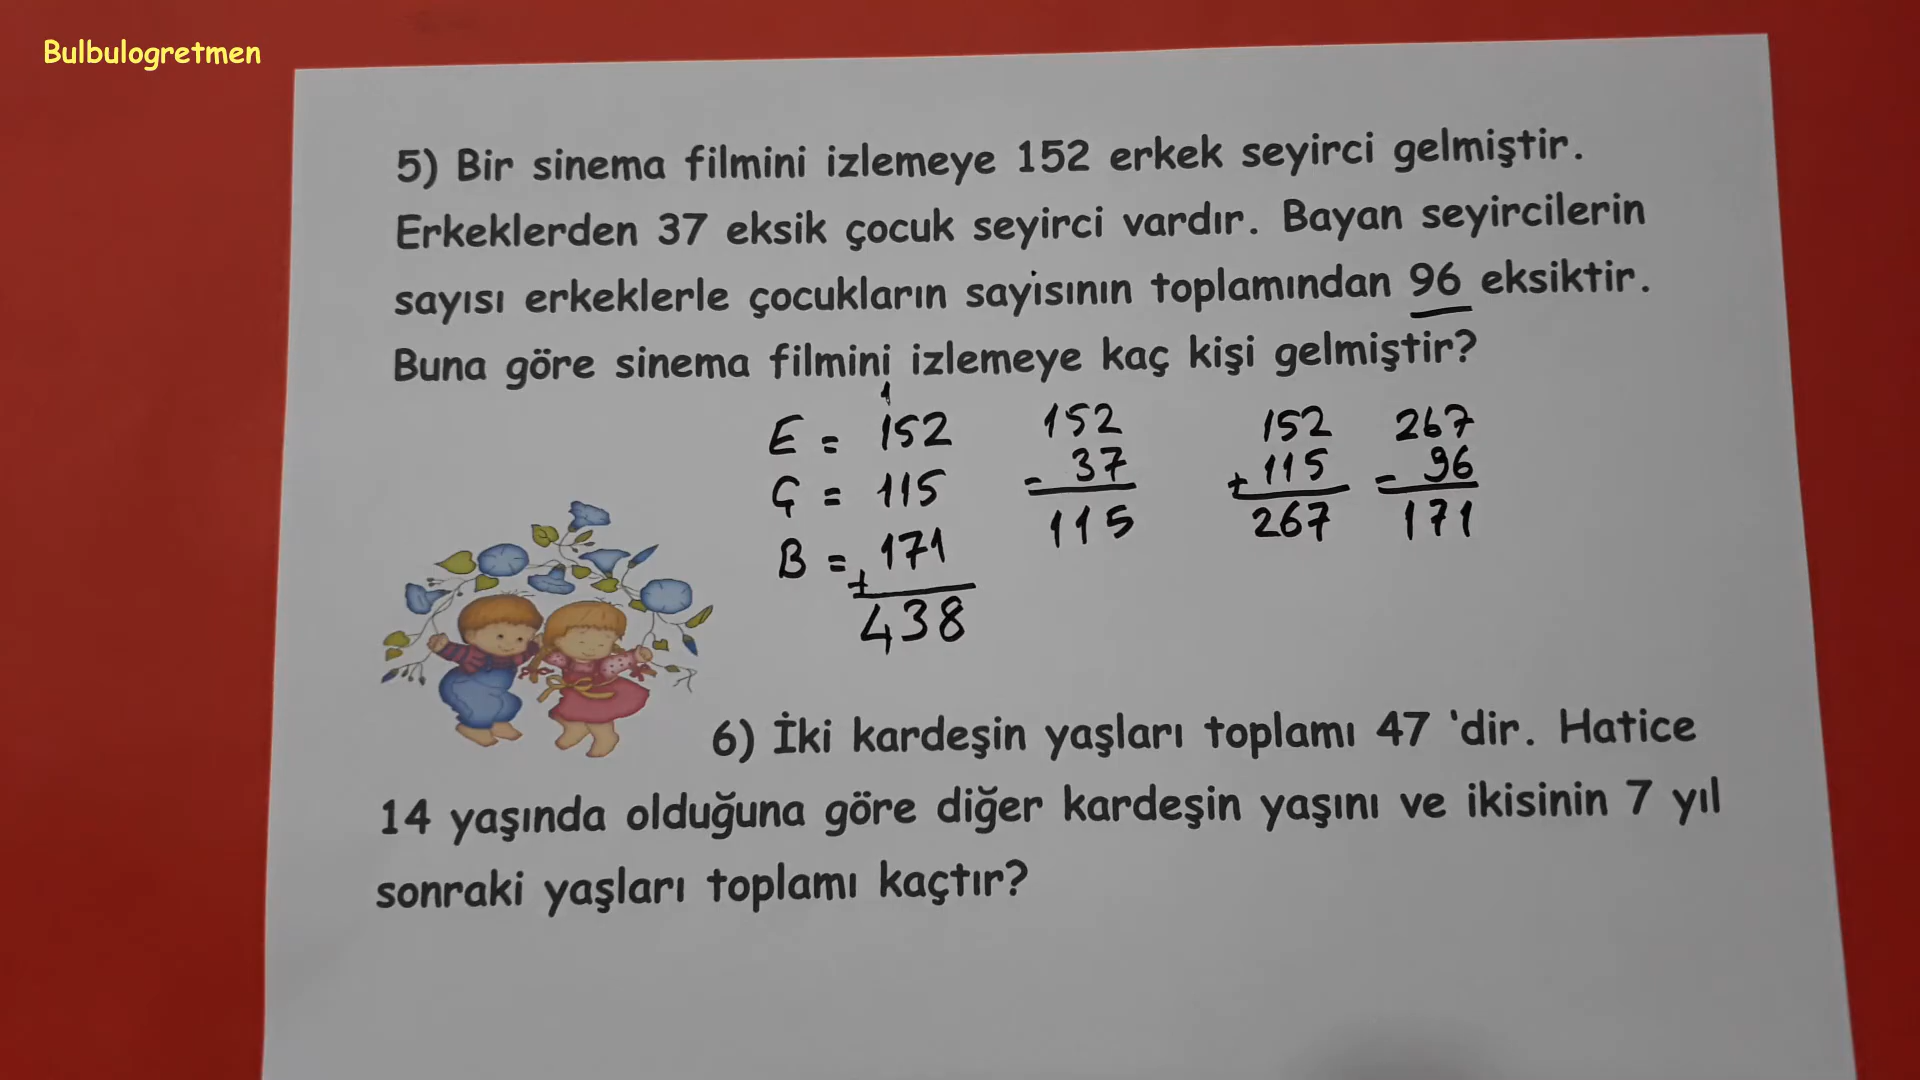 Bulbulogretmen
5) Bir sinema filmini izlemeye 152 erkek seyirci gelmiştir.
Erkeklerden 37 eksik çocuk seyirci vardır. Bayan seyircilerin
sayısı erkeklerle çocukların sayısının toplamından 96 eksiktir.
Buna göre sinema filmini izlemeye kaç kişi gelmiştir?
1
E = 152 152 152 267
- 37 + 115 - 96
Ç = 115 115 267 171
B = + 171
438
6) İki kardeşin yaşları toplamı 47 'dir. Hatice
14 yaşında olduğuna göre diğer kardeşin yaşını ve ikisinin 7 yıl
sonraki yaşları toplamı kaçtır?